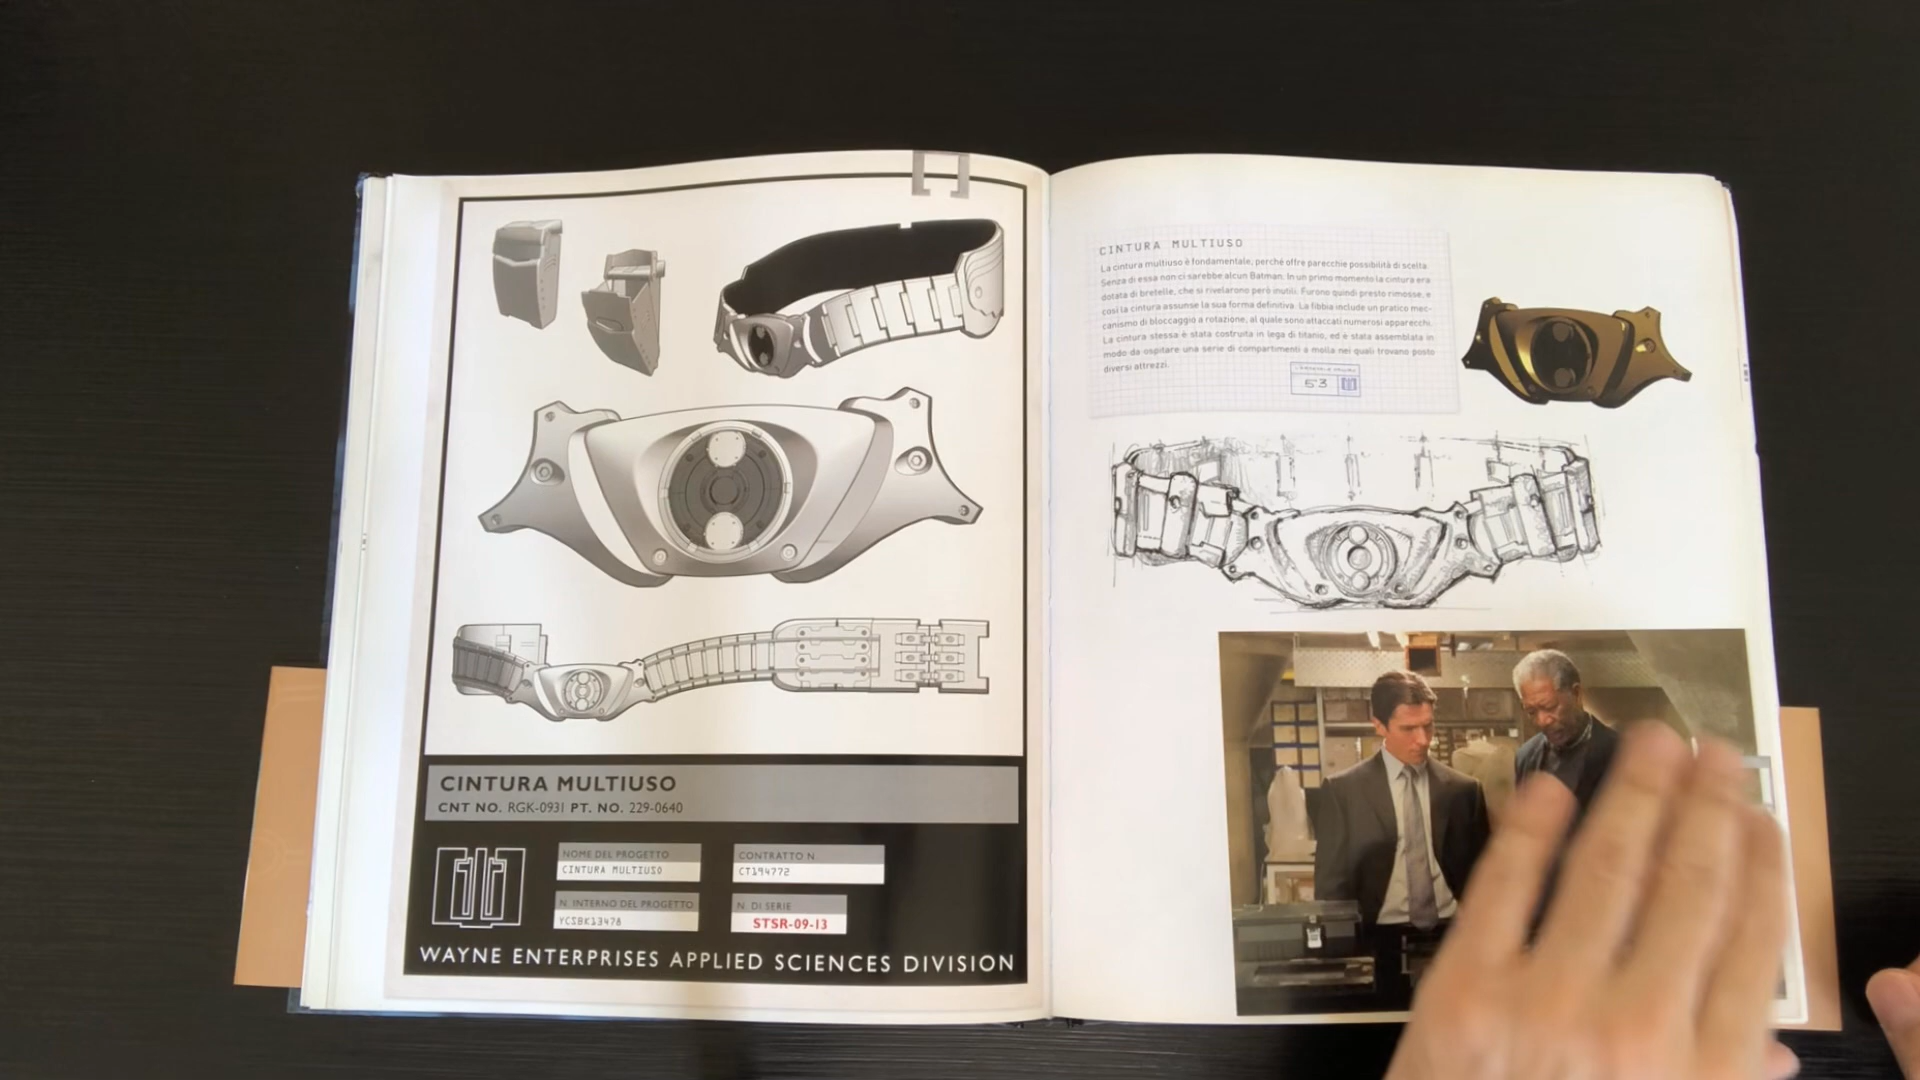 CINTURA MULTIUSO
CNT NO. RGK-0931 PT. NO. 229-0640
NOME DEL PROGETTO
CINTURA MULTIUSO
CONTRATTO N.
CT194772
N. INTERNO DEL PROGETTO
YCSBK13478
N. DI SERIE
STSR-09-13
WAYNE ENTERPRISES APPLIED SCIENCES DIVISION
CINTURA MULTIUSO
La cintura multiuso è fondamentale, perché offre parecchie possibilità di scelta.
Senza di essa non ci sarebbe alcun Batman. In un primo momento la cintura era
dotata di bretelle, che si rivelarono però inutili. Furono quindi presto rimosse, e
così la cintura assunse la sua forma definitiva. La fibbia include un pratico mec-
canismo di bloccaggio a rotazione, al quale sono attaccati numerosi apparecchi.
La cintura stessa è stata costruita in lega di titanio, ed è stata assemblata in
modo da ospitare una serie di compartimenti a molla nei quali trovano posto
diversi attrezzi.
53